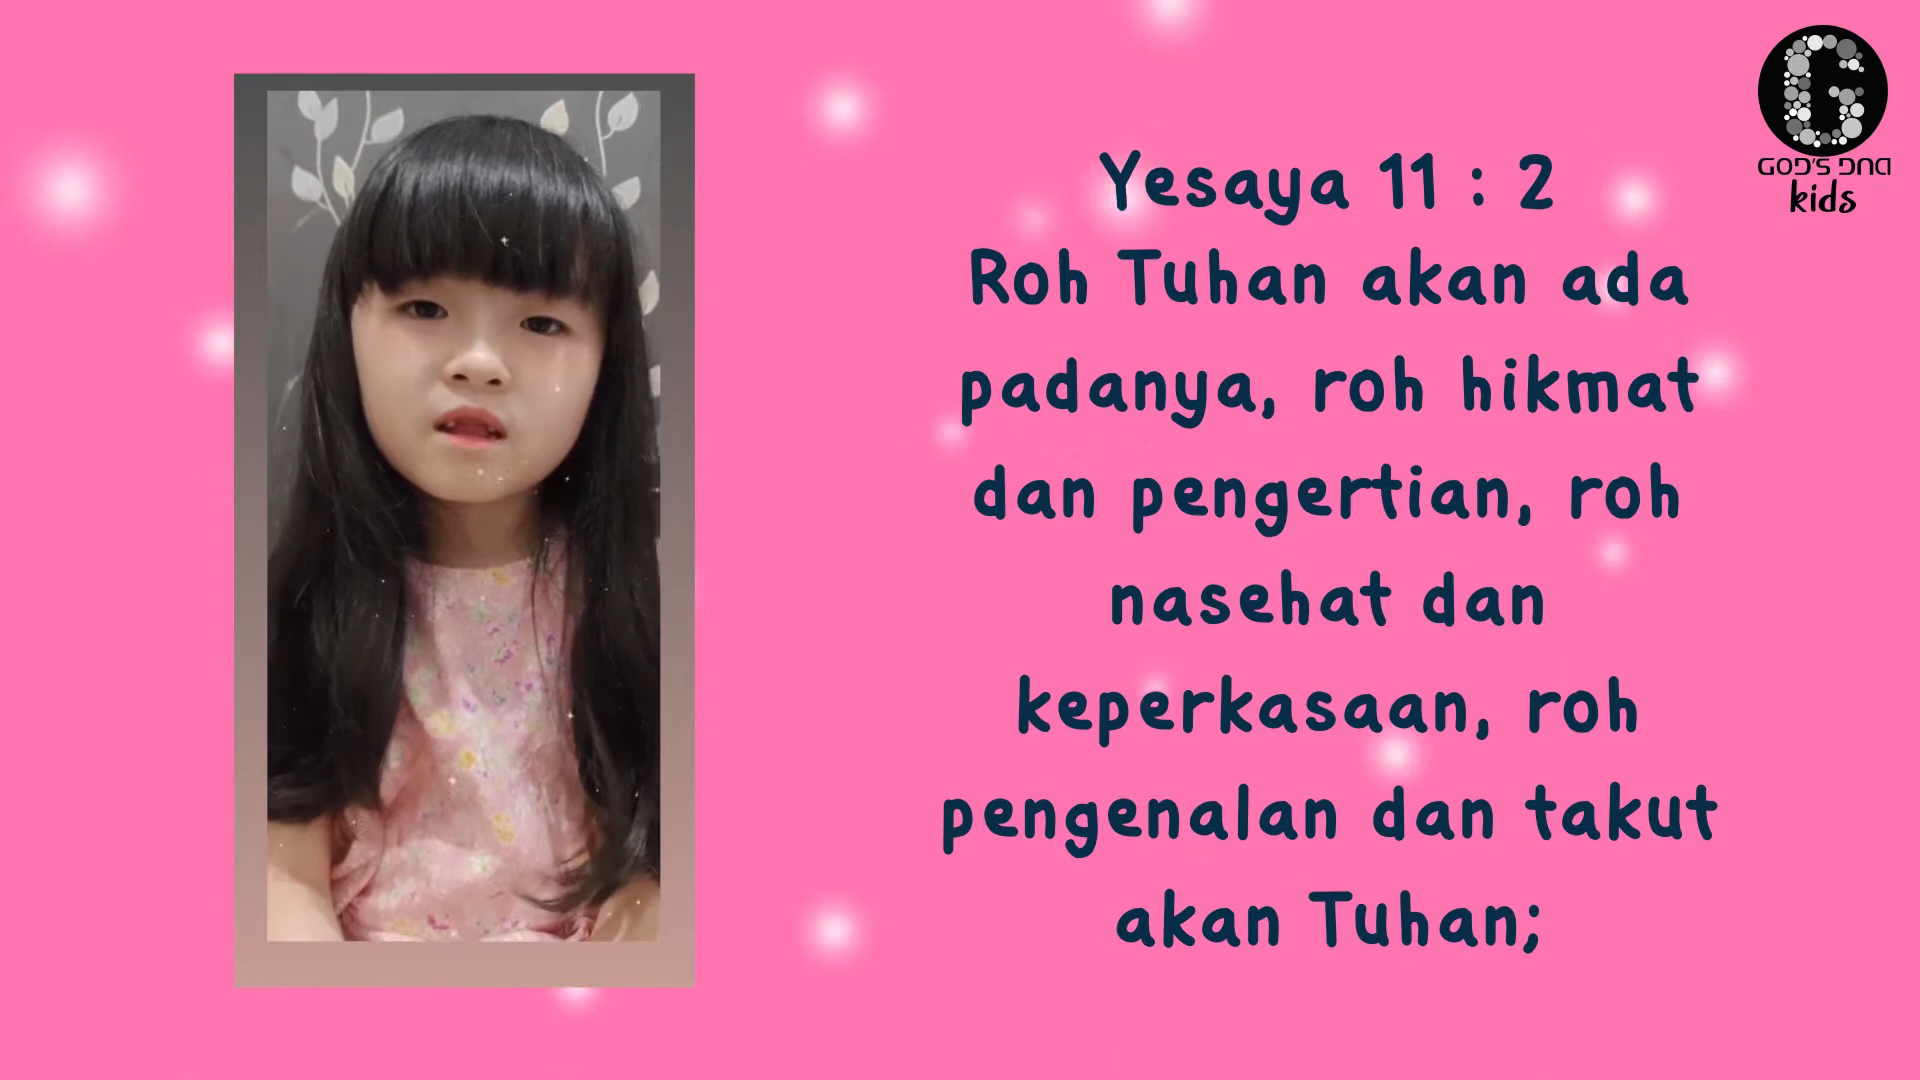 Yesaya 11 : 2
Roh Tuhan akan ada
padanya, roh hikmat
dan pengertian, roh
nasehat dan
keperkasaan, roh
pengenalan dan takut
akan Tuhan;
G
GOD'S DNA
kids